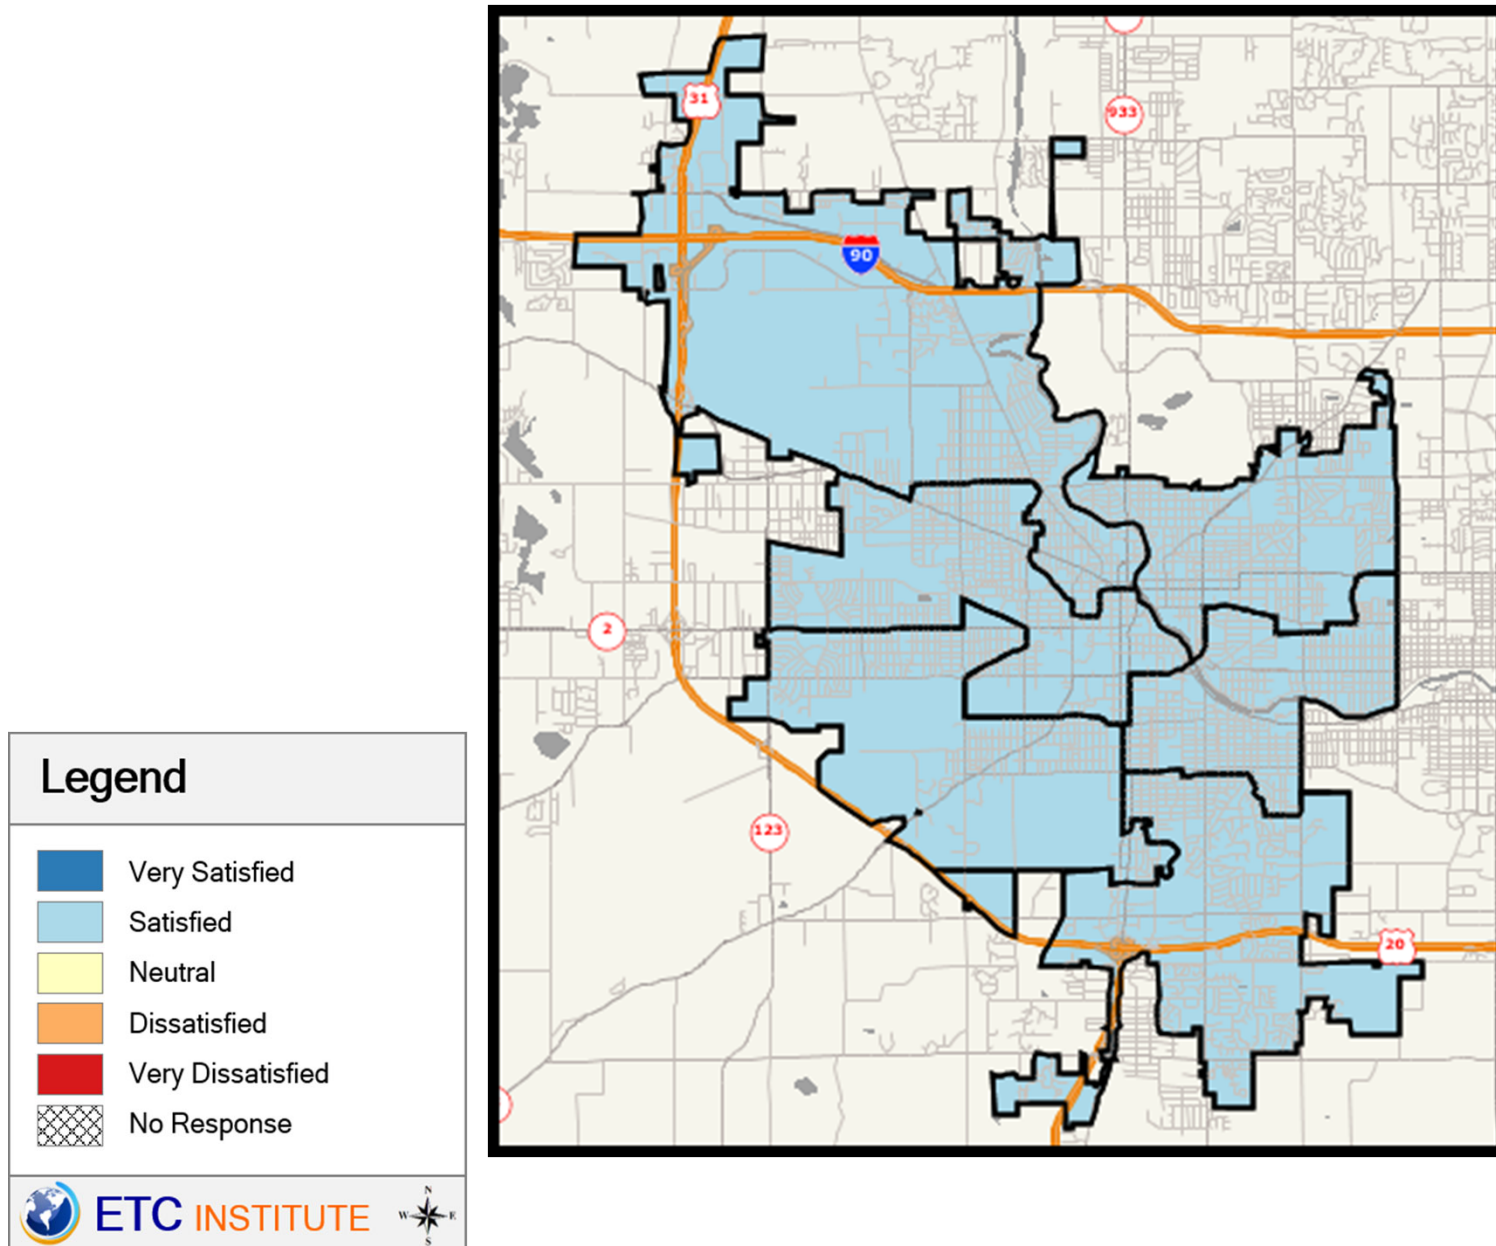 31
933
90
2
123
20
Legend
Very Satisfied
Satisfied
Neutral
Dissatisfied
Very Dissatisfied
No Response
ETC INSTITUTE
N
W E
S